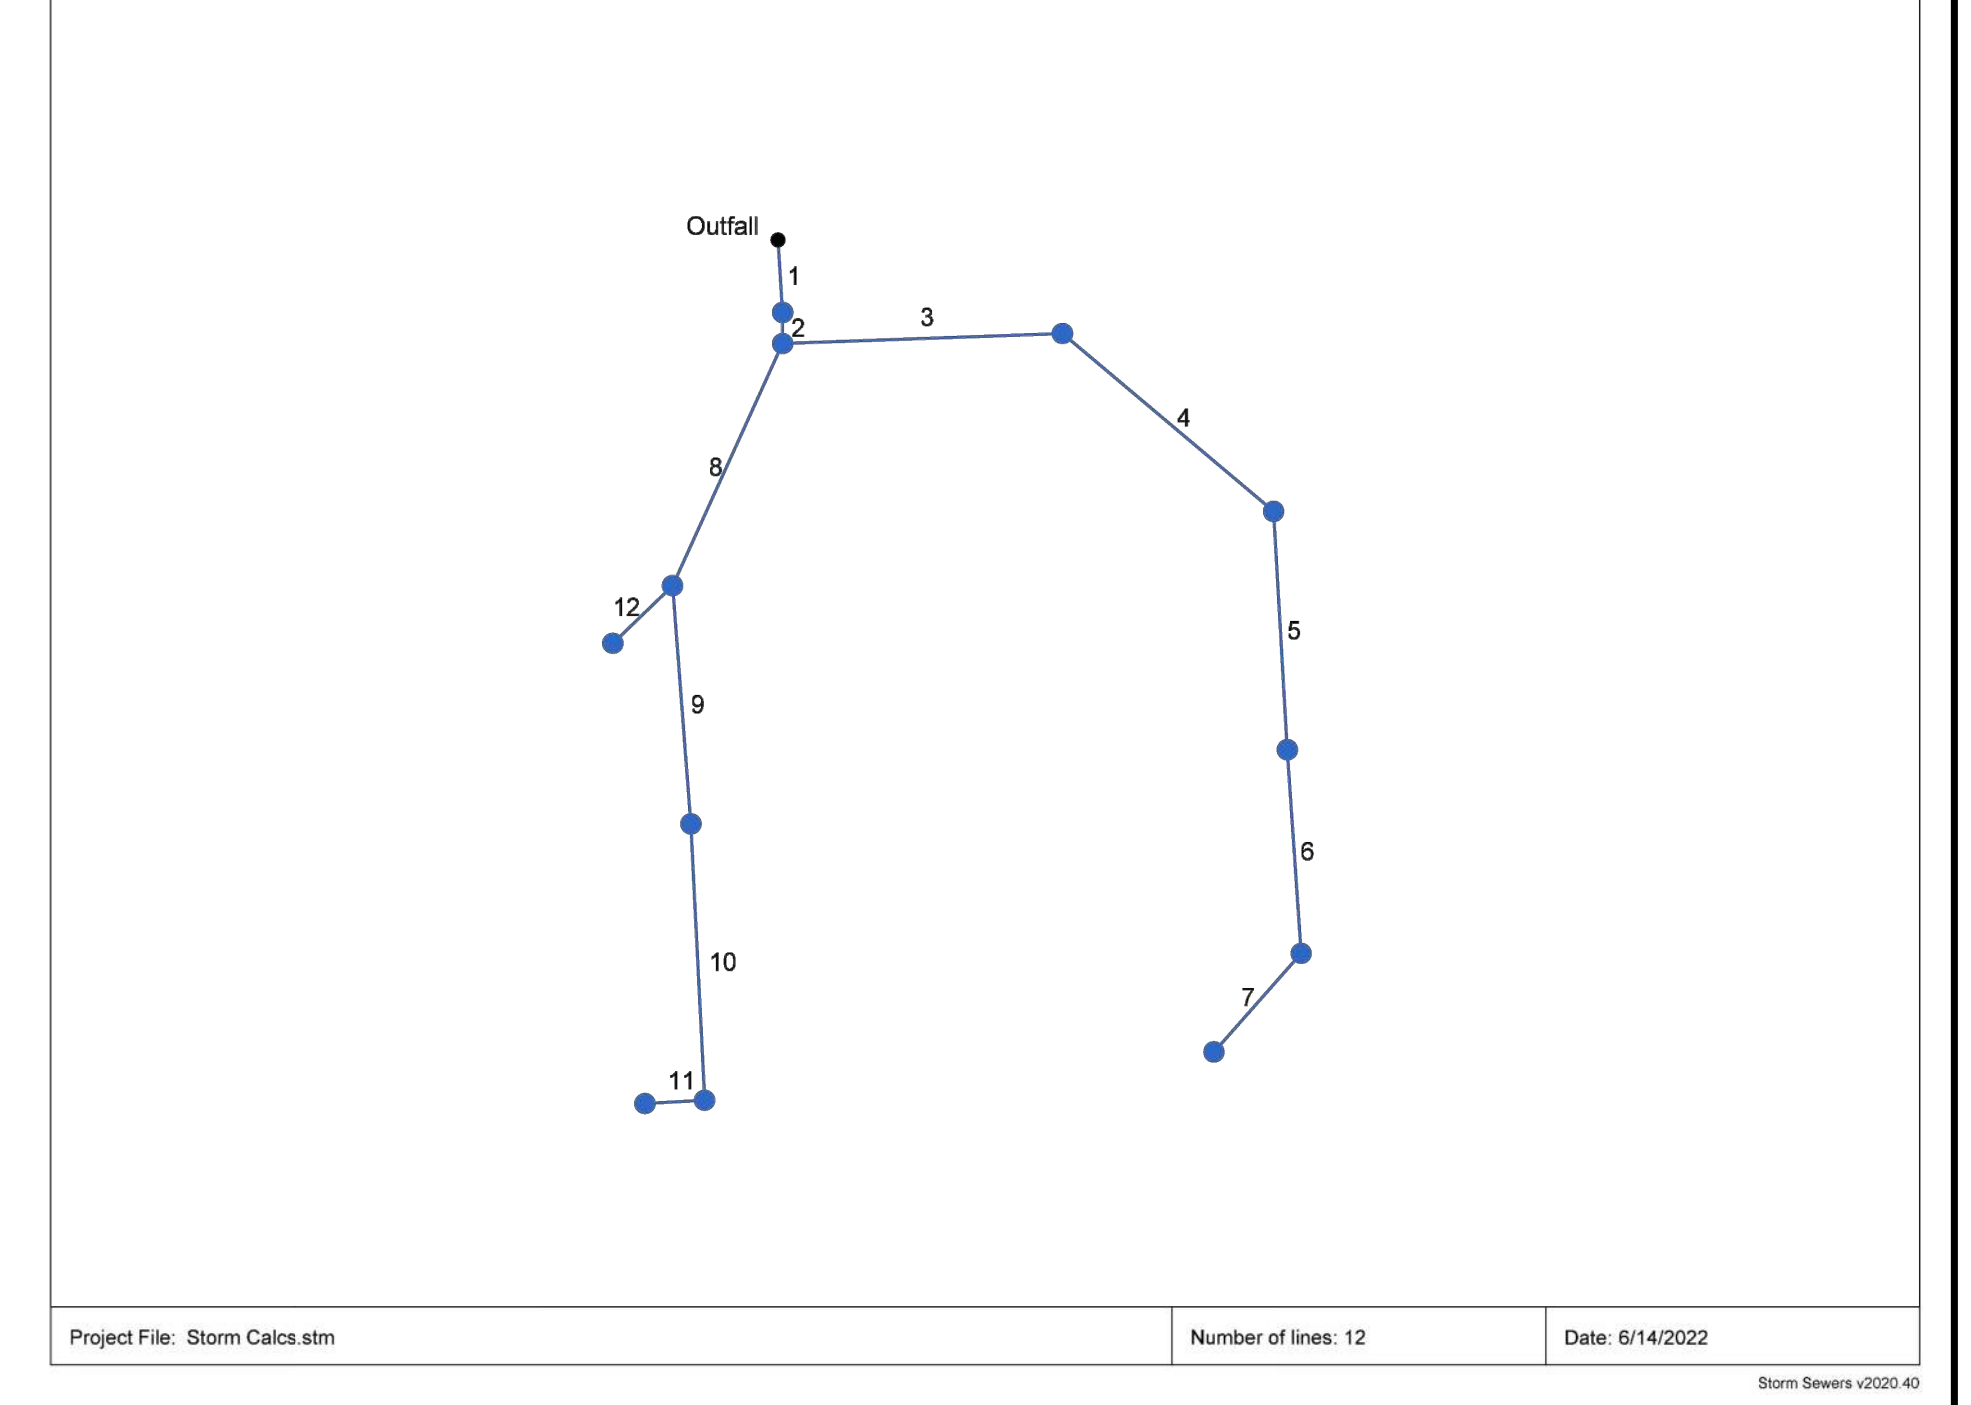 Outfall
1
2
3
4
8
12
5
9
6
10
7
11
Project File: Storm Calcs.stm
Number of lines: 12
Date: 6/14/2022
Storm Sewers v2020.40